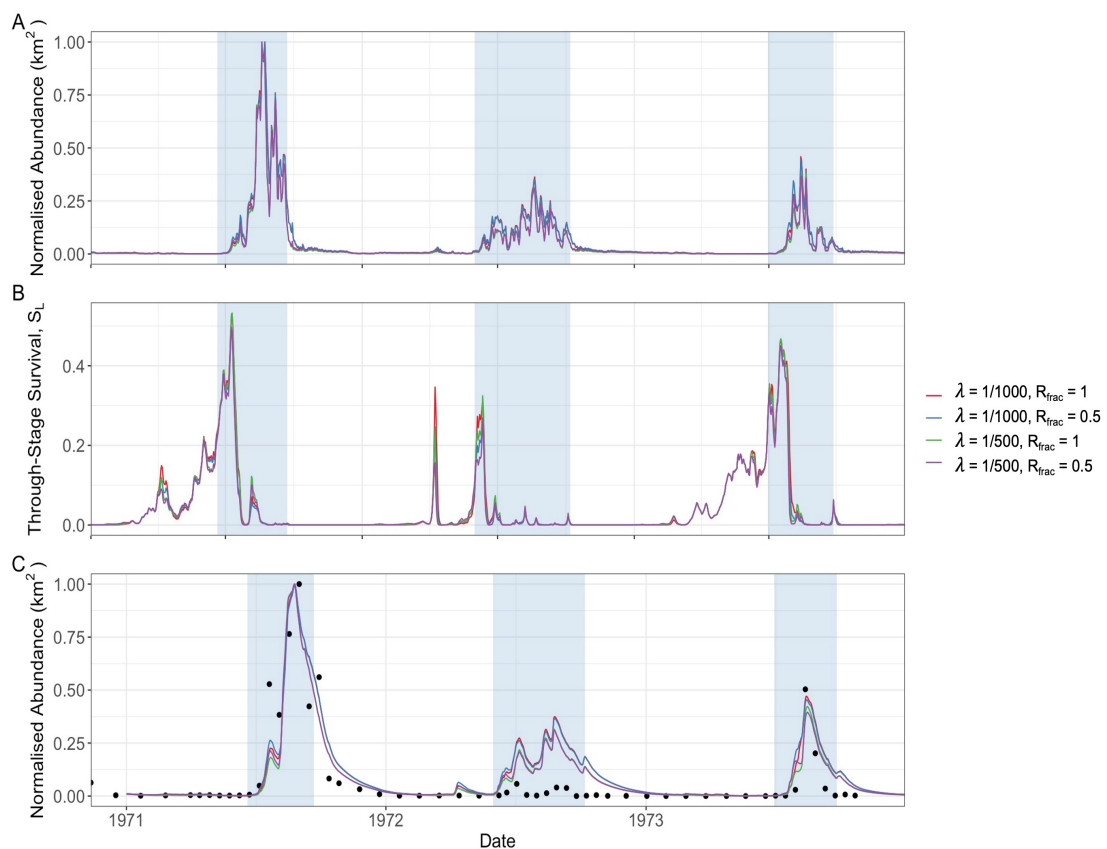 A
Normalised Abundance (km²)
1.00
0.75
0.50
0.25
0.00
B
Through-Stage Survival, S_L
0.4
0.2
0.0
λ = 1/1000, R_frac = 1
λ = 1/1000, R_frac = 0.5
λ = 1/500, R_frac = 1
λ = 1/500, R_frac = 0.5
C
Normalised Abundance (km²)
1.00
0.75
0.50
0.25
0.00
1971 1972 1973
Date